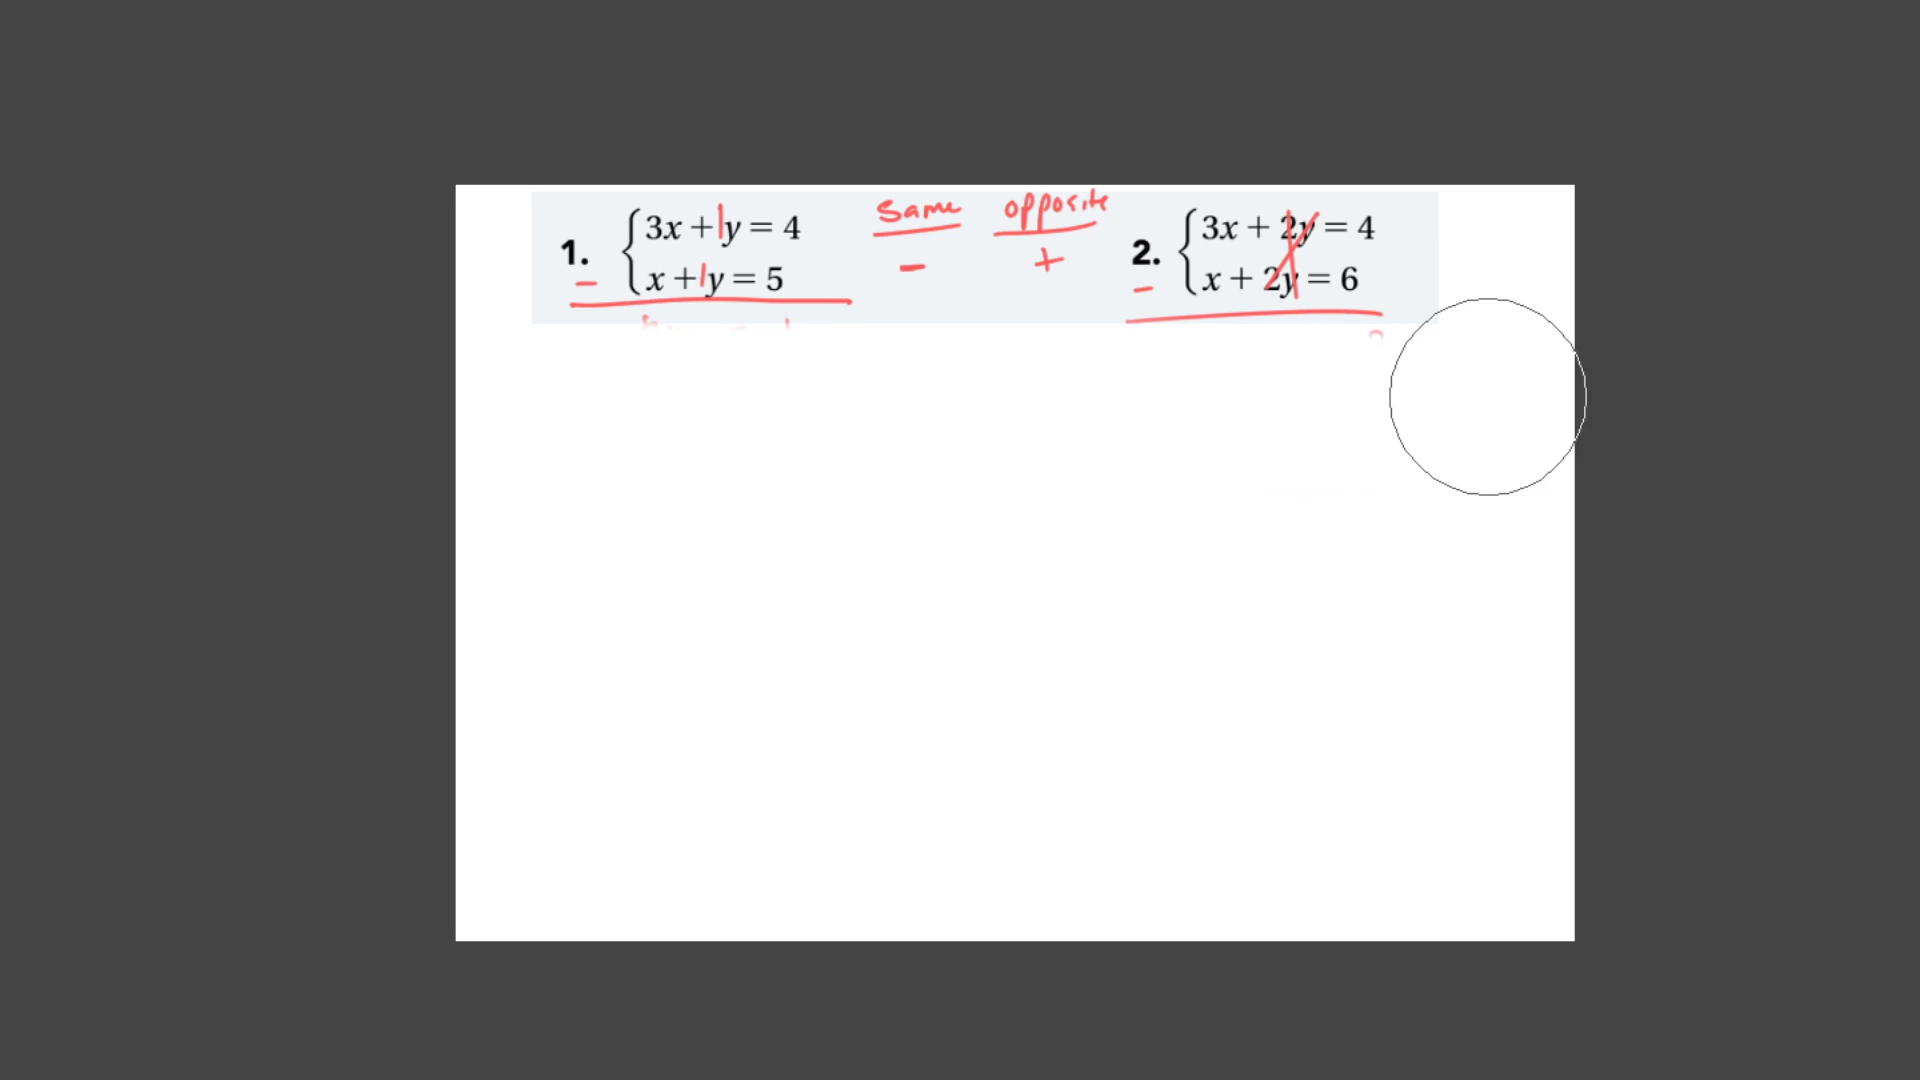 1. 3x + 1y = 4
x + 1y = 5
−
same opposite
− +
2. 3x + 2y = 4
x + 2y = 6
−